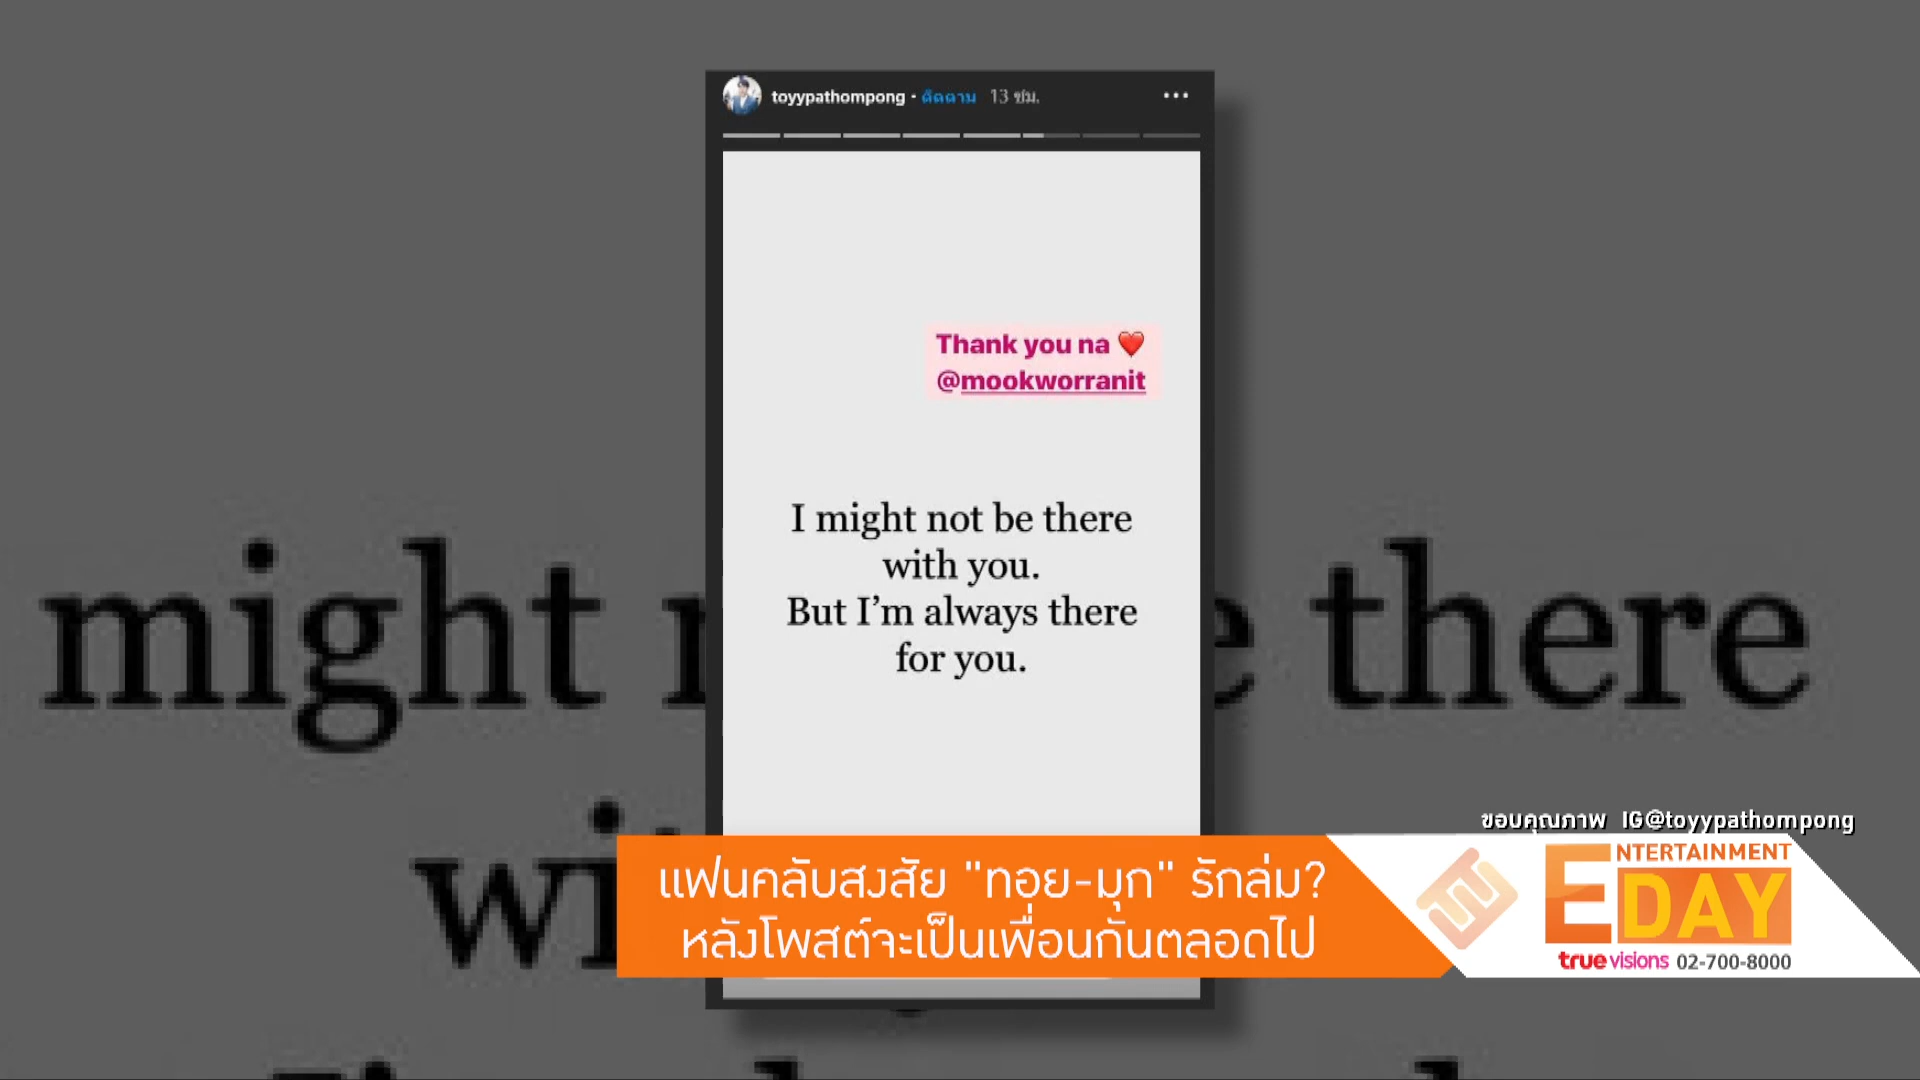 toyypathompong • ติดตาม 13 ชม.
Thank you na ❤️
@mookworranit
I might not be there
with you.
But I'm always there
for you.
might
there
ขอบคุณภาพ IG@toyypathompong
แฟนคลับสงสัย "ทอย-มุก" รักล่ม?
หลังโพสต์จะเป็นเพื่อนกันตลอดไป
ENTERTAINMENT
DAY
truevisions 02-700-8000